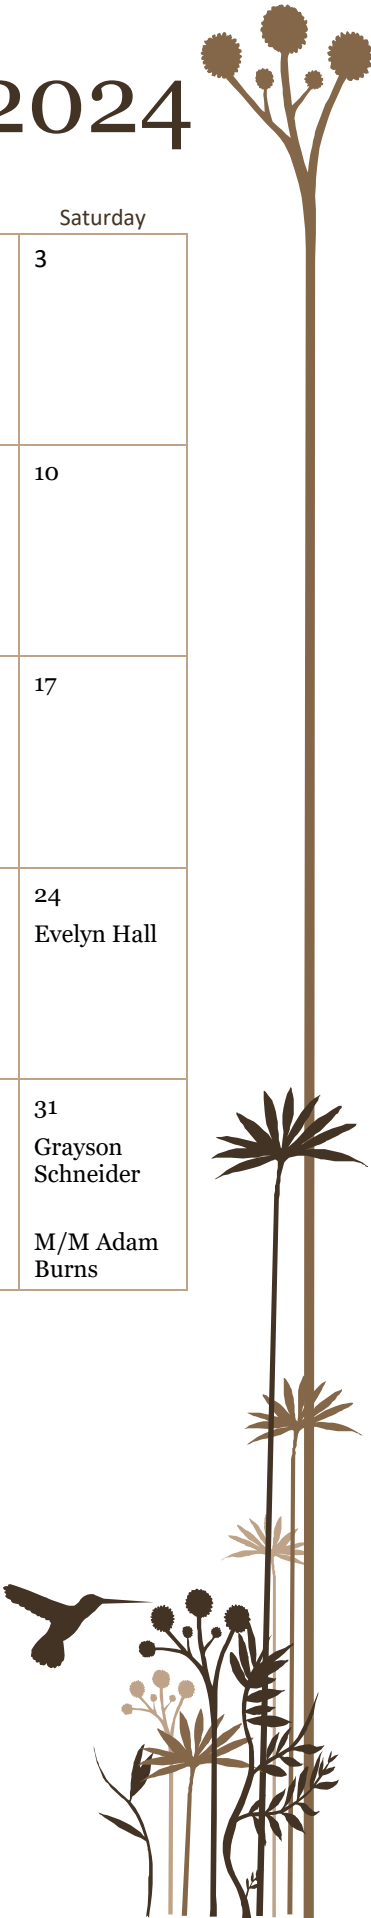 2024
Saturday
3
10
17
24
Evelyn Hall
31
Grayson
Schneider
M/M Adam
Burns